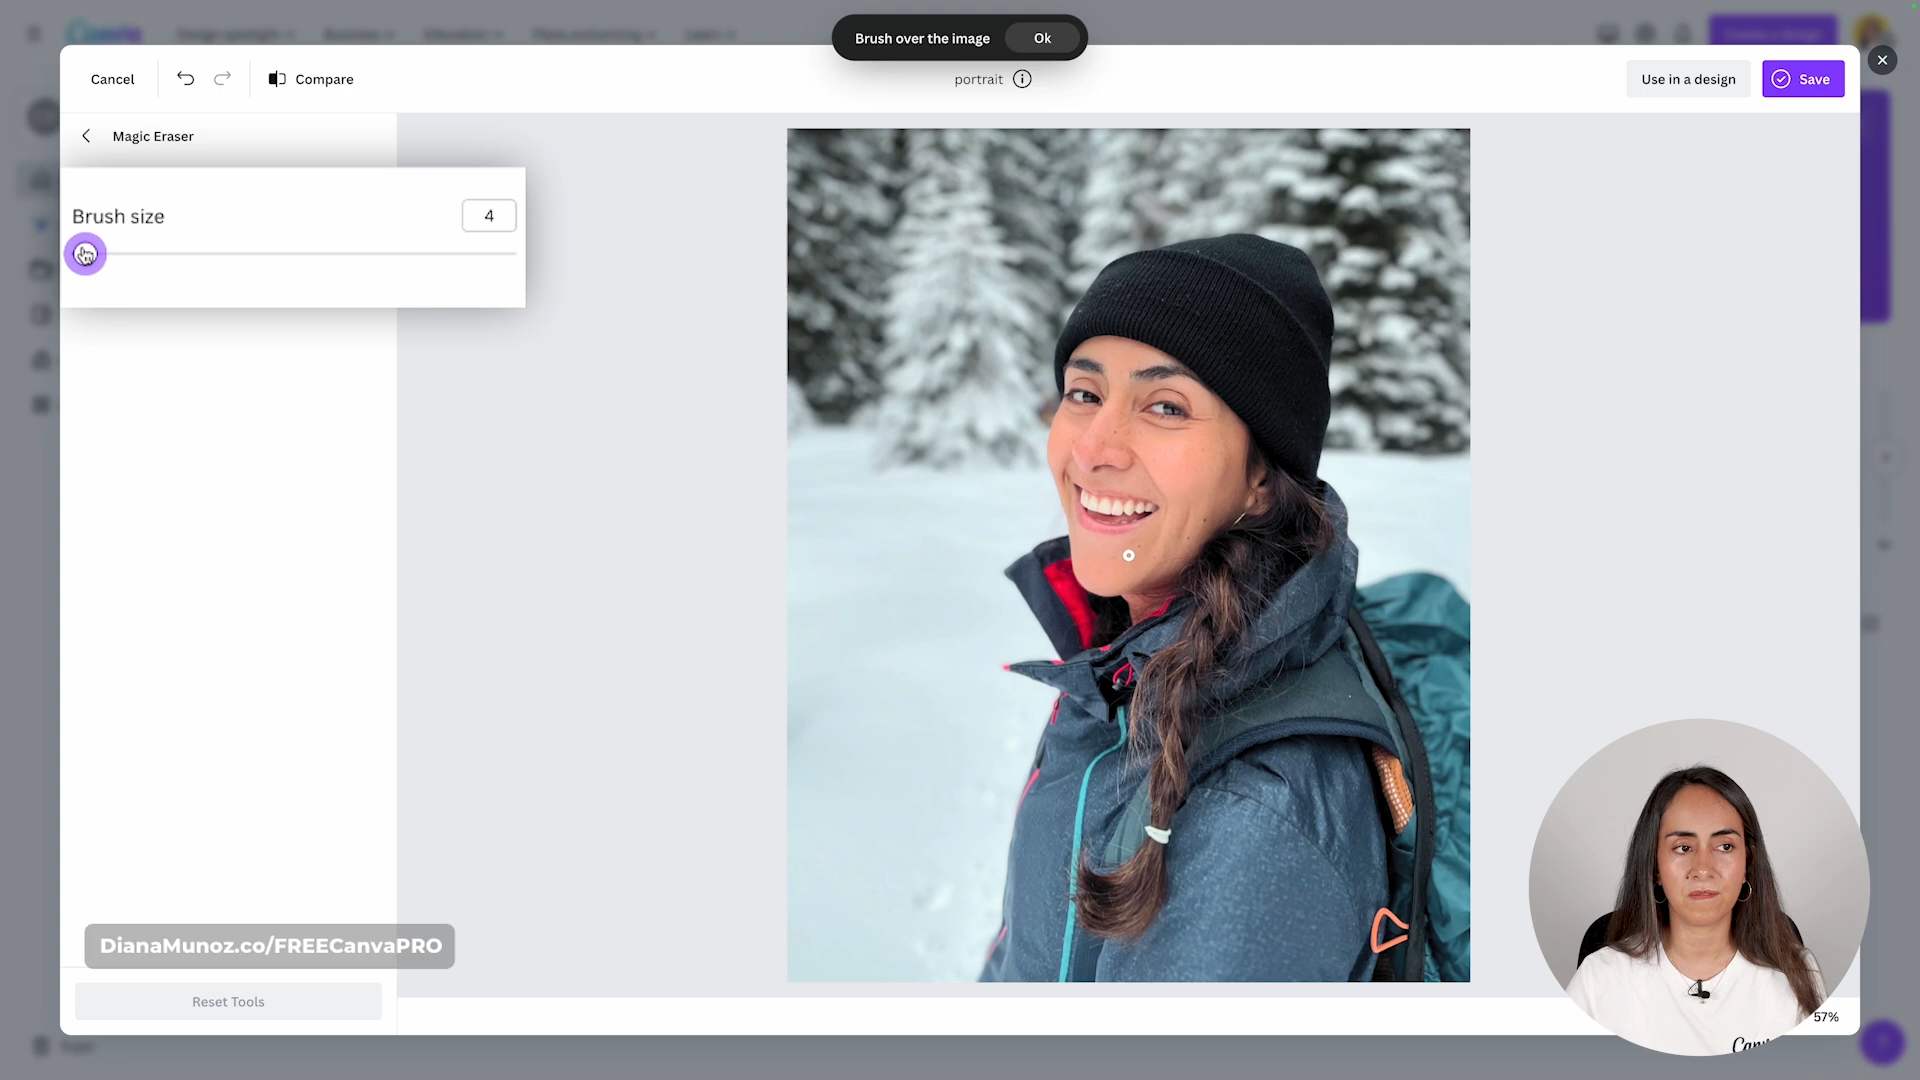 Brush over the image
Ok
Cancel
Compare
portrait
Use in a design
Save
Magic Eraser
Brush size
4
DianaMunoz.co/FREECanvaPRO
Reset Tools
57%